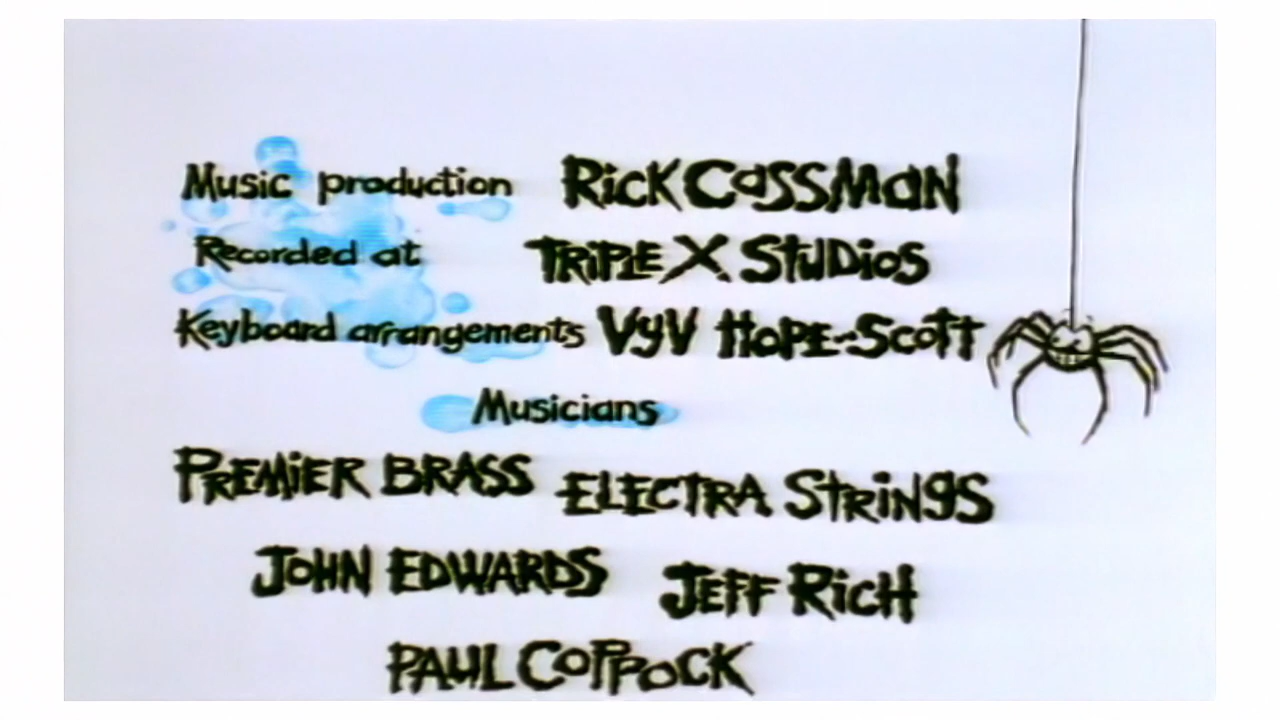 Music production RiCK CaSSMaN
Recorded at TRiPLE X StUDioS
Keyboard arrangements VyV HoPE-Scott
Musicians
PREMiER BRASS ELECTRA StRiNgS
JOHN EDWARDS JEFF RicH
PAUL COPPOCK